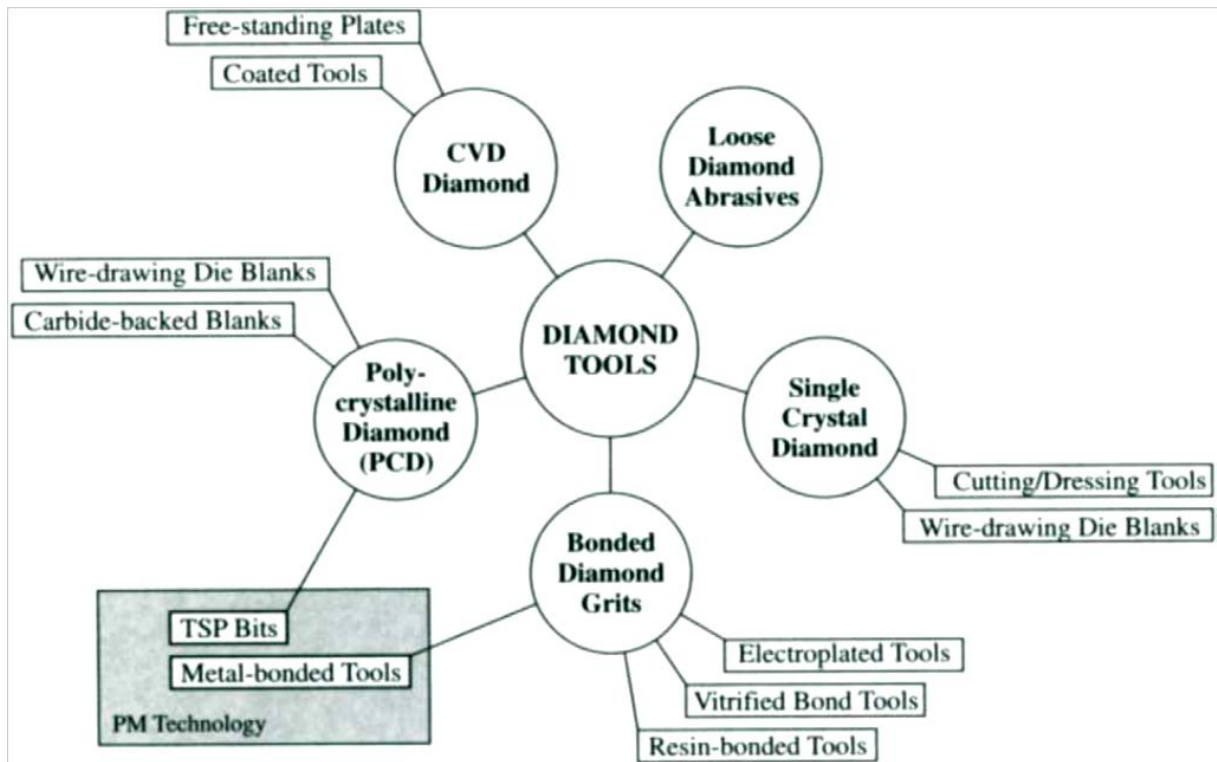 Free-standing Plates
Coated Tools
CVD
Diamond
Loose
Diamond
Abrasives
Wire-drawing Die Blanks
Carbide-backed Blanks
DIAMOND
TOOLS
Poly-
crystalline
Diamond
(PCD)
Single
Crystal
Diamond
Cutting/Dressing Tools
Wire-drawing Die Blanks
Bonded
Diamond
Grits
TSP Bits
Metal-bonded Tools
PM Technology
Electroplated Tools
Vitrified Bond Tools
Resin-bonded Tools